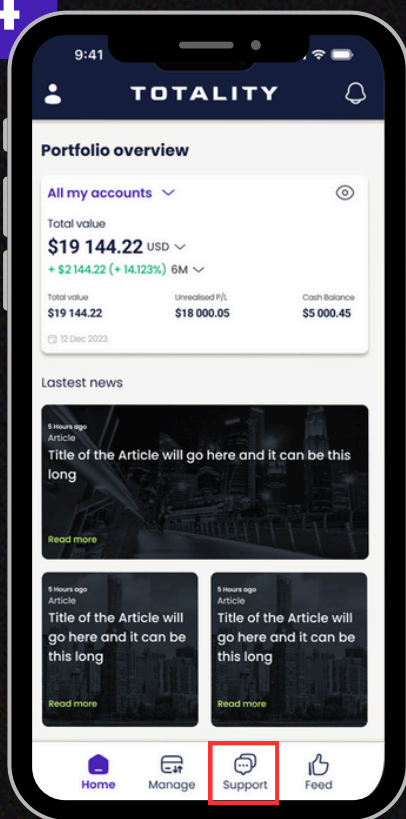 9:41
TOTALITY
Portfolio overview
All my accounts
Total value
$19 144.22 USD
+ $2 144.22 (+ 14.123%) 6M
Total value Unrealised P/L Cash Balance
$19 144.22 $18 000.05 $5 000.45
12 Dec 2023
Lastest news
5 Hours ago
Article
Title of the Article will go here and it can be this
long
Read more
5 Hours ago
Article
Title of the Article will
go here and it can be
this long
Read more
5 Hours ago
Article
Title of the Article will
go here and it can be
this long
Read more
Home Manage Support Feed